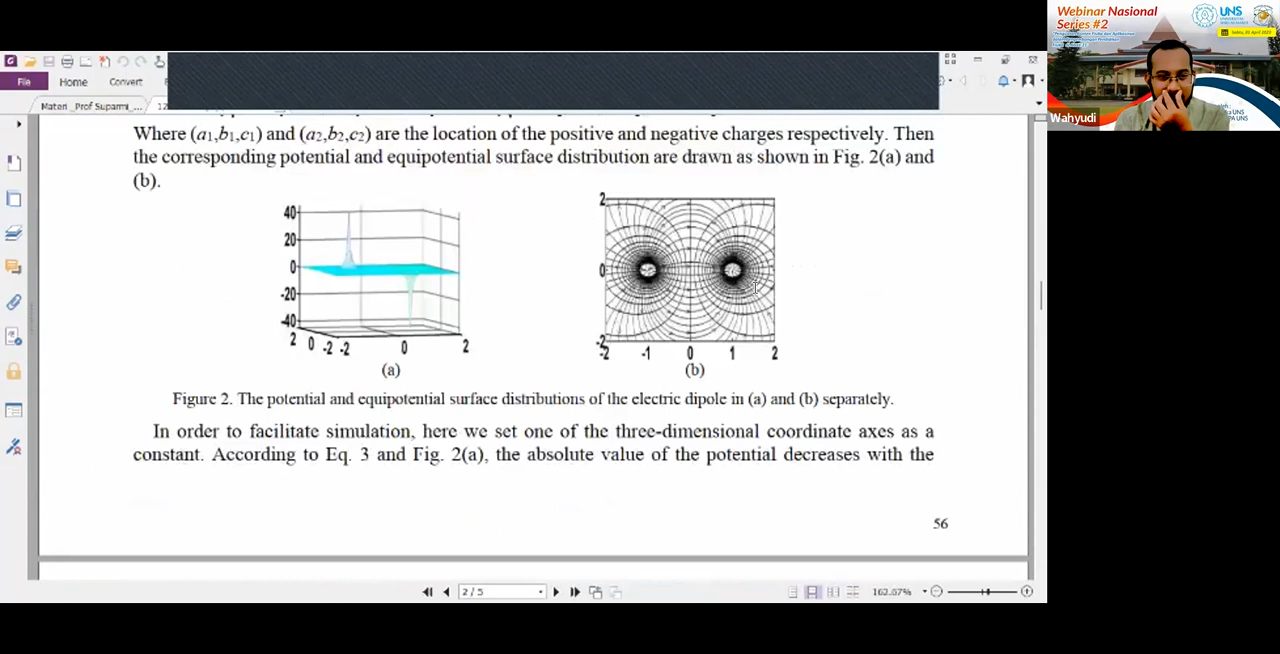 Webinar Nasional
Series #2
UNS
Sabtu, 01 April 2023
Wahyudi
File
Home
Convert
Materi _Prof Suparmi_...
Where (a1,b1,c1) and (a2,b2,c2) are the location of the positive and negative charges respectively. Then
the corresponding potential and equipotential surface distribution are drawn as shown in Fig. 2(a) and
(b).
40
20
0
-20
-40
2 0 -2 -2 0 2
(a)
2
0
-2
-2 -1 0 1 2
(b)
Figure 2. The potential and equipotential surface distributions of the electric dipole in (a) and (b) separately.
In order to facilitate simulation, here we set one of the three-dimensional coordinate axes as a
constant. According to Eq. 3 and Fig. 2(a), the absolute value of the potential decreases with the
56
2 / 5
162.67%